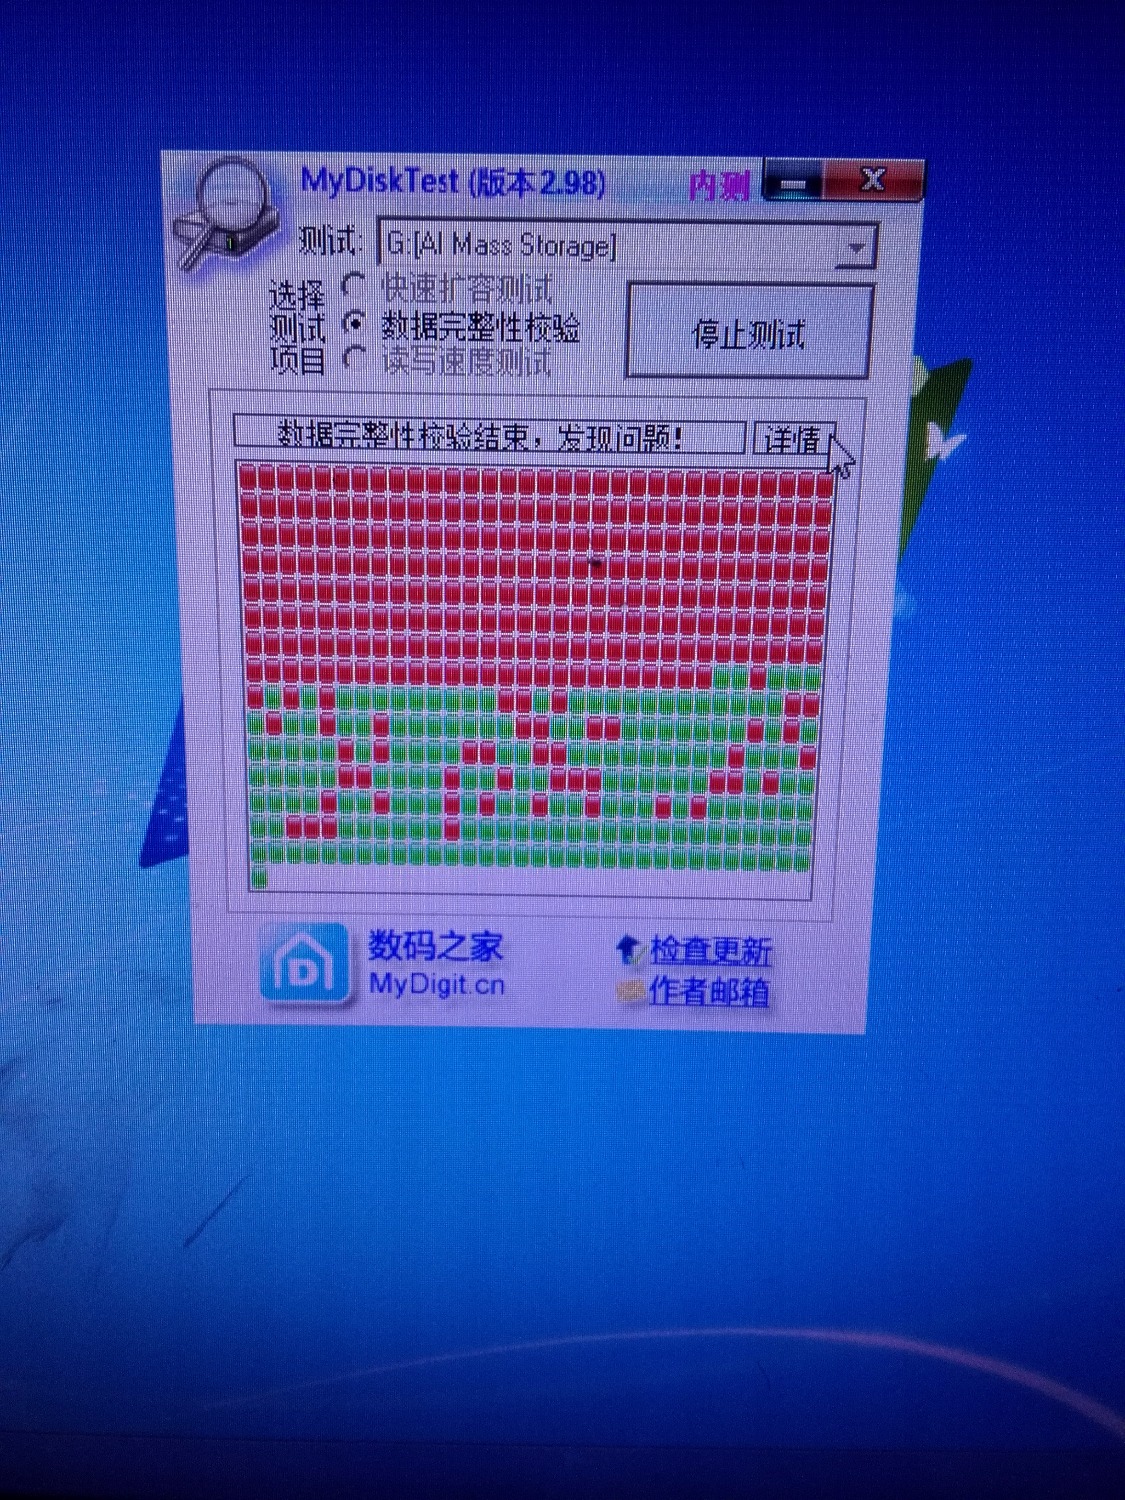 MyDiskTest (版本2.98) 内测 X
测试: G:[AI Mass Storage]
选择
测试
项目
快速扩容测试
数据完整性校验
读写速度测试
停止测试
数据完整性校验结束，发现问题! 详情
D
数码之家
MyDigit.cn
检查更新
作者邮箱